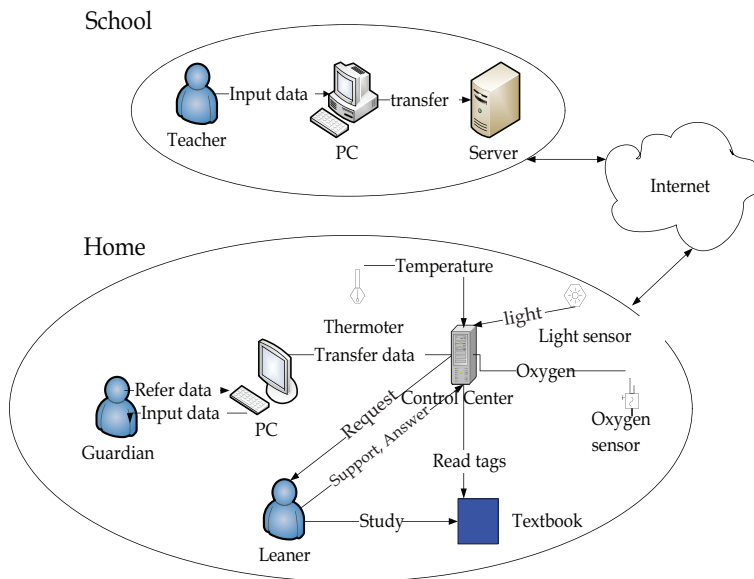 School
Input data
transfer
Teacher
PC
Server
Internet
Home
Temperature
light
Thermoter
Light sensor
Transfer data
Oxygen
Refer data
Input data
Control Center
Guardian
PC
Request
Support, Answer
Oxygen
sensor
Read tags
Study
Textbook
Leaner